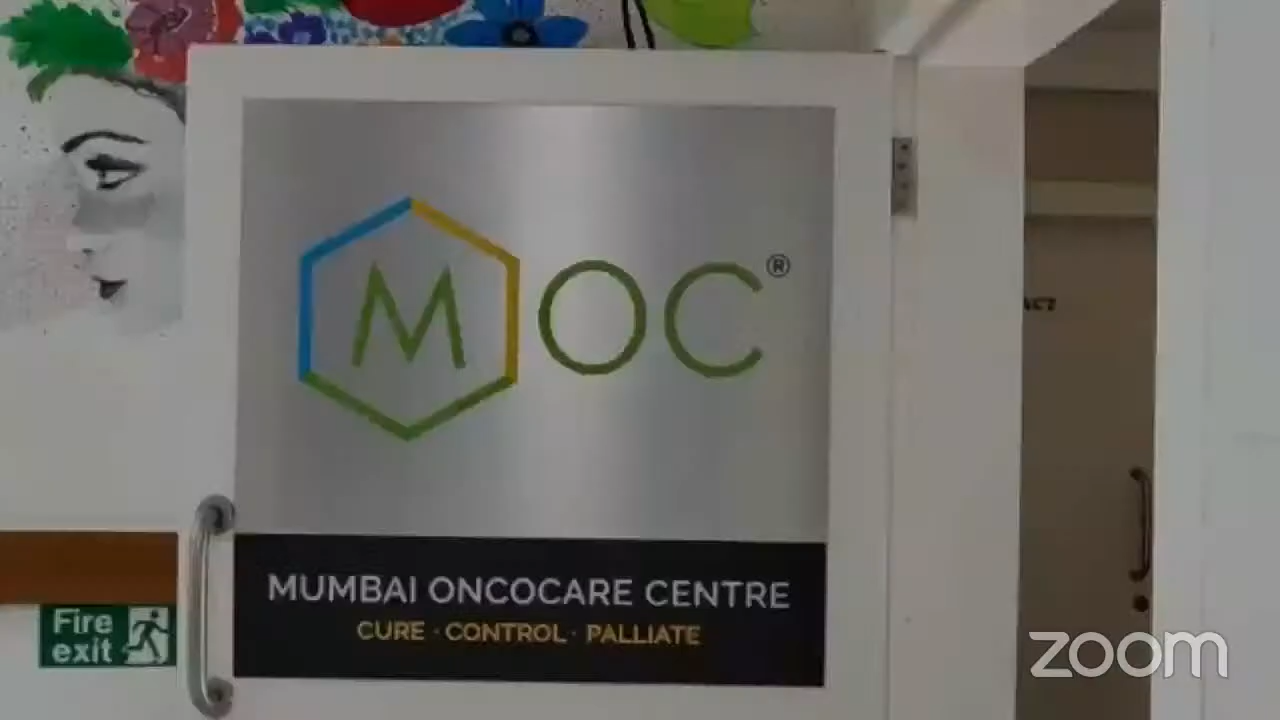 MOC®
MUMBAI ONCOCARE CENTRE
CURE · CONTROL · PALLIATE
Fire
exit
zoom